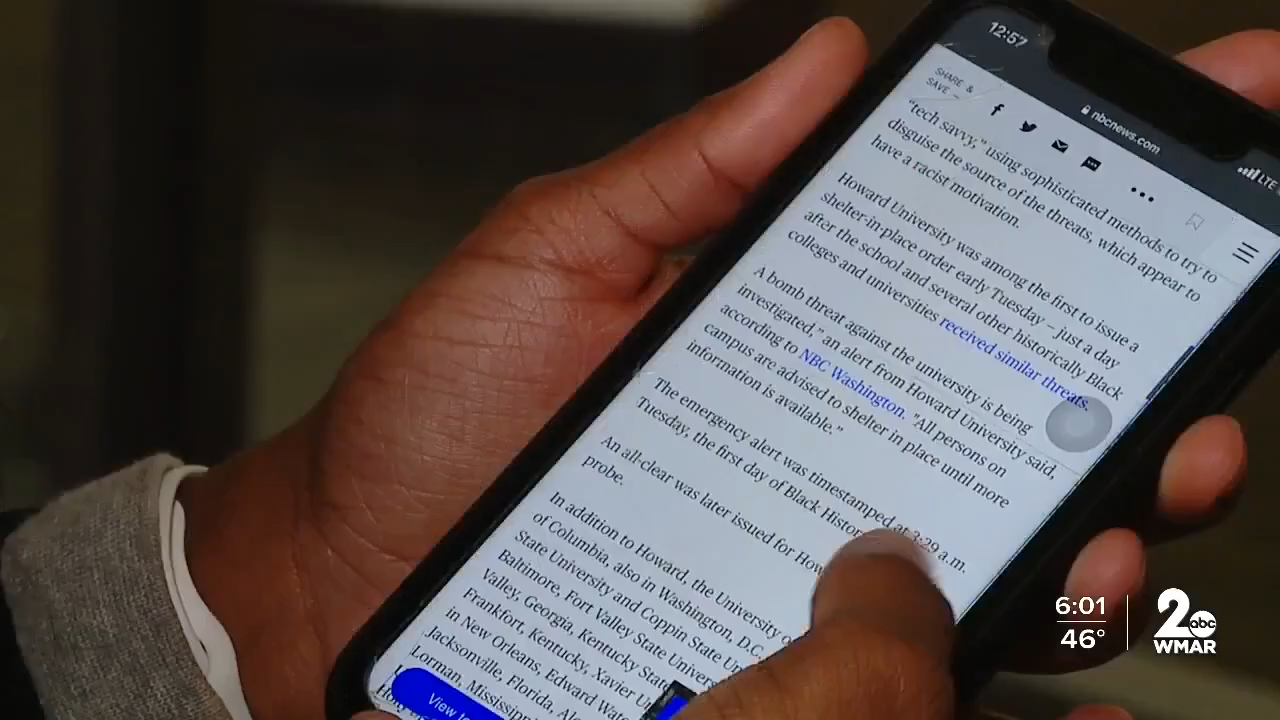 12:57
nbcnews.com
LTE
SHARE &
SAVE –
"tech savvy," using sophisticated methods to try to
disguise the source of the threats, which appear to
have a racist motivation.
Howard University was among the first to issue a
shelter-in-place order early Tuesday – just a day
after the school and several other historically Black
colleges and universities received similar threats.
A bomb threat against the university is being
investigated," an alert from Howard University said,
according to NBC Washington. "All persons on
campus are advised to shelter in place until more
information is available."
The emergency alert was timestamped at 3:29 a.m.
Tuesday, the first day of Black
An all-clear was later issued for
probe.
In addition to Howard, the University
of Columbia, also in Washington, D.C.
State University and Coppin State
Baltimore, Fort Valley State
Valley, Georgia, Kentucky State
Frankfort, Kentucky, Xavier
in New Orleans, Edward
Jacksonville, Florida,
Lorman,
View
6:01
46°
2 abc
WMAR